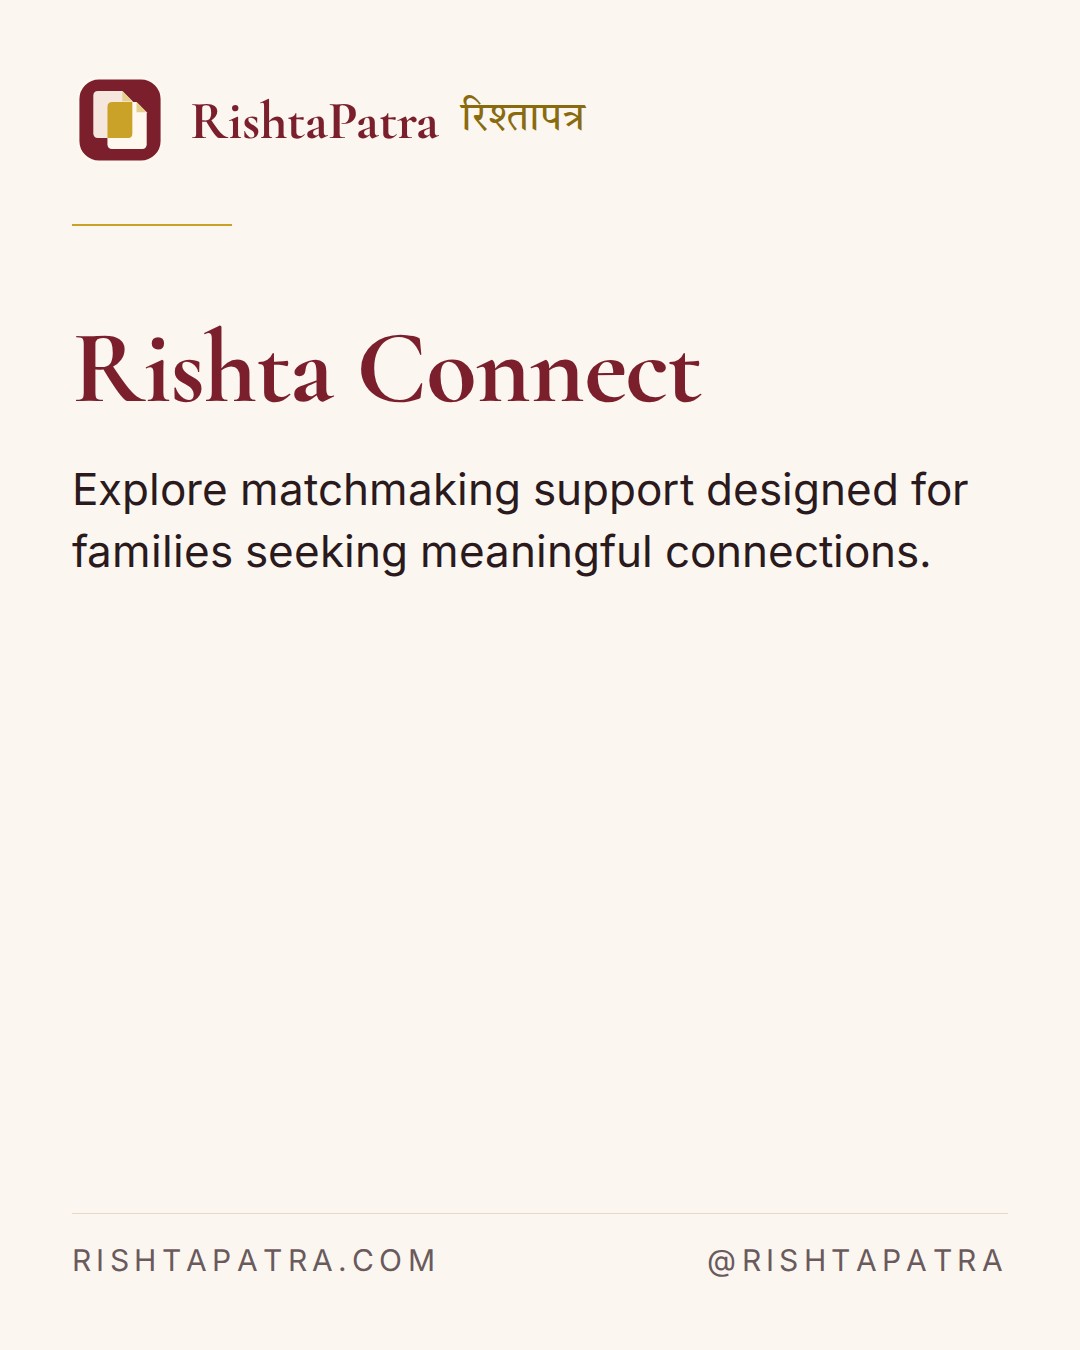 RishtaPatra रिश्तापत्र
Rishta Connect
Explore matchmaking support designed for
families seeking meaningful connections.
RISHTAPATRA.COM @RISHTAPATRA